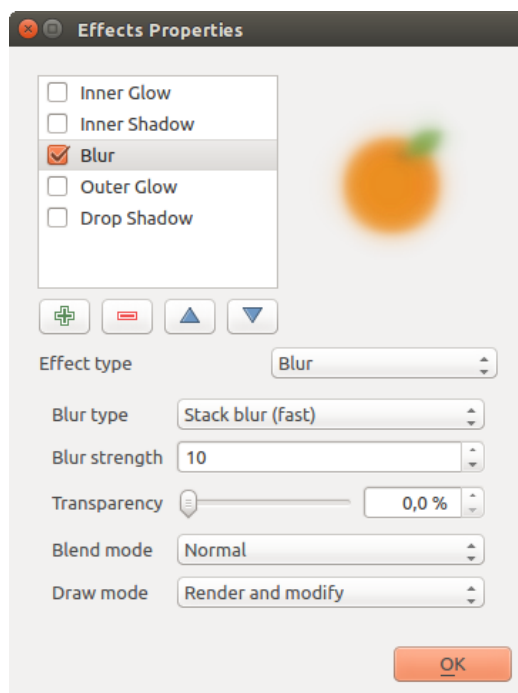 Effects Properties
Inner Glow
Inner Shadow
Blur
Outer Glow
Drop Shadow
Effect type Blur
Blur type Stack blur (fast)
Blur strength 10
Transparency 0,0 %
Blend mode Normal
Draw mode Render and modify
OK